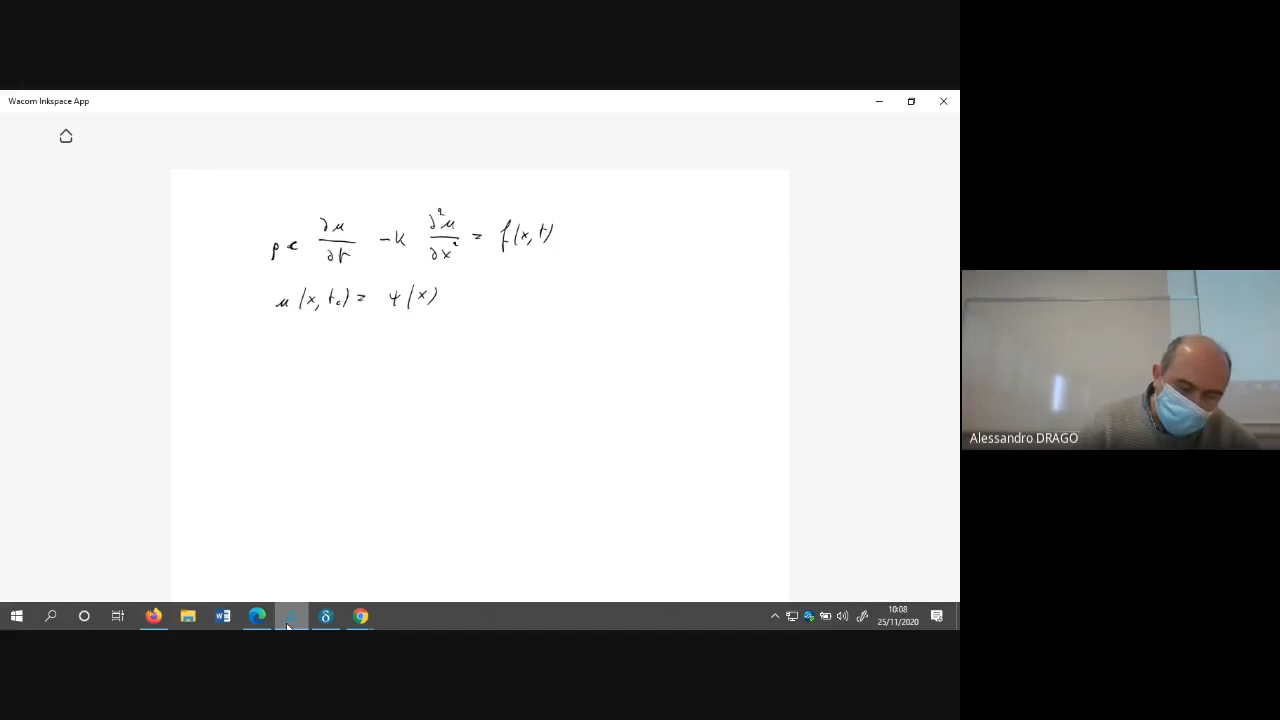 Wacom Inkspace App
ρc ∂u/∂t - k ∂²u/∂x² = f(x,t)
u(x,t₀) = ψ(x)
Alessandro DRAGO
10:08
25/11/2020